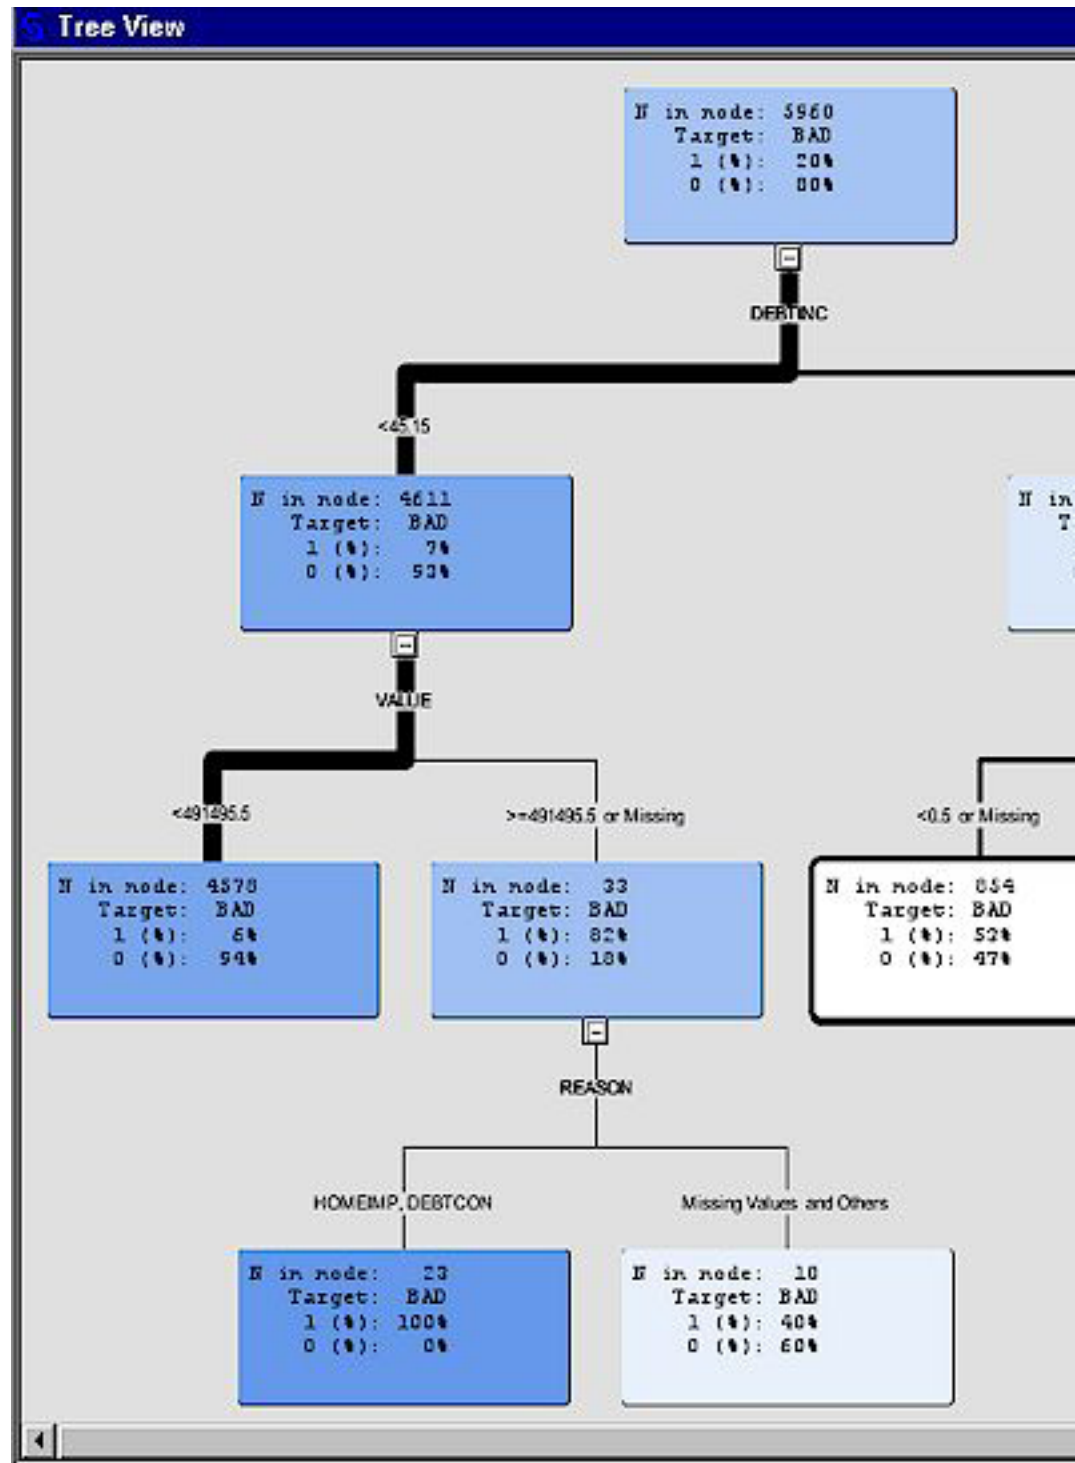 Tree View
N in node: 5960
Target: BAD
1 (%): 20%
0 (%): 80%
DEBTINC
<45.15
N in node: 4611
Target: BAD
1 (%): 7%
0 (%): 93%
N in
T
VALUE
<491495.5
>=491495.5 or Missing
<0.5 or Missing
N in node: 4578
Target: BAD
1 (%): 6%
0 (%): 94%
N in node: 33
Target: BAD
1 (%): 82%
0 (%): 18%
N in node: 854
Target: BAD
1 (%): 53%
0 (%): 47%
REASON
HOMEIMP, DEBTCON
Missing Values and Others
N in node: 23
Target: BAD
1 (%): 100%
0 (%): 0%
N in node: 10
Target: BAD
1 (%): 40%
0 (%): 60%